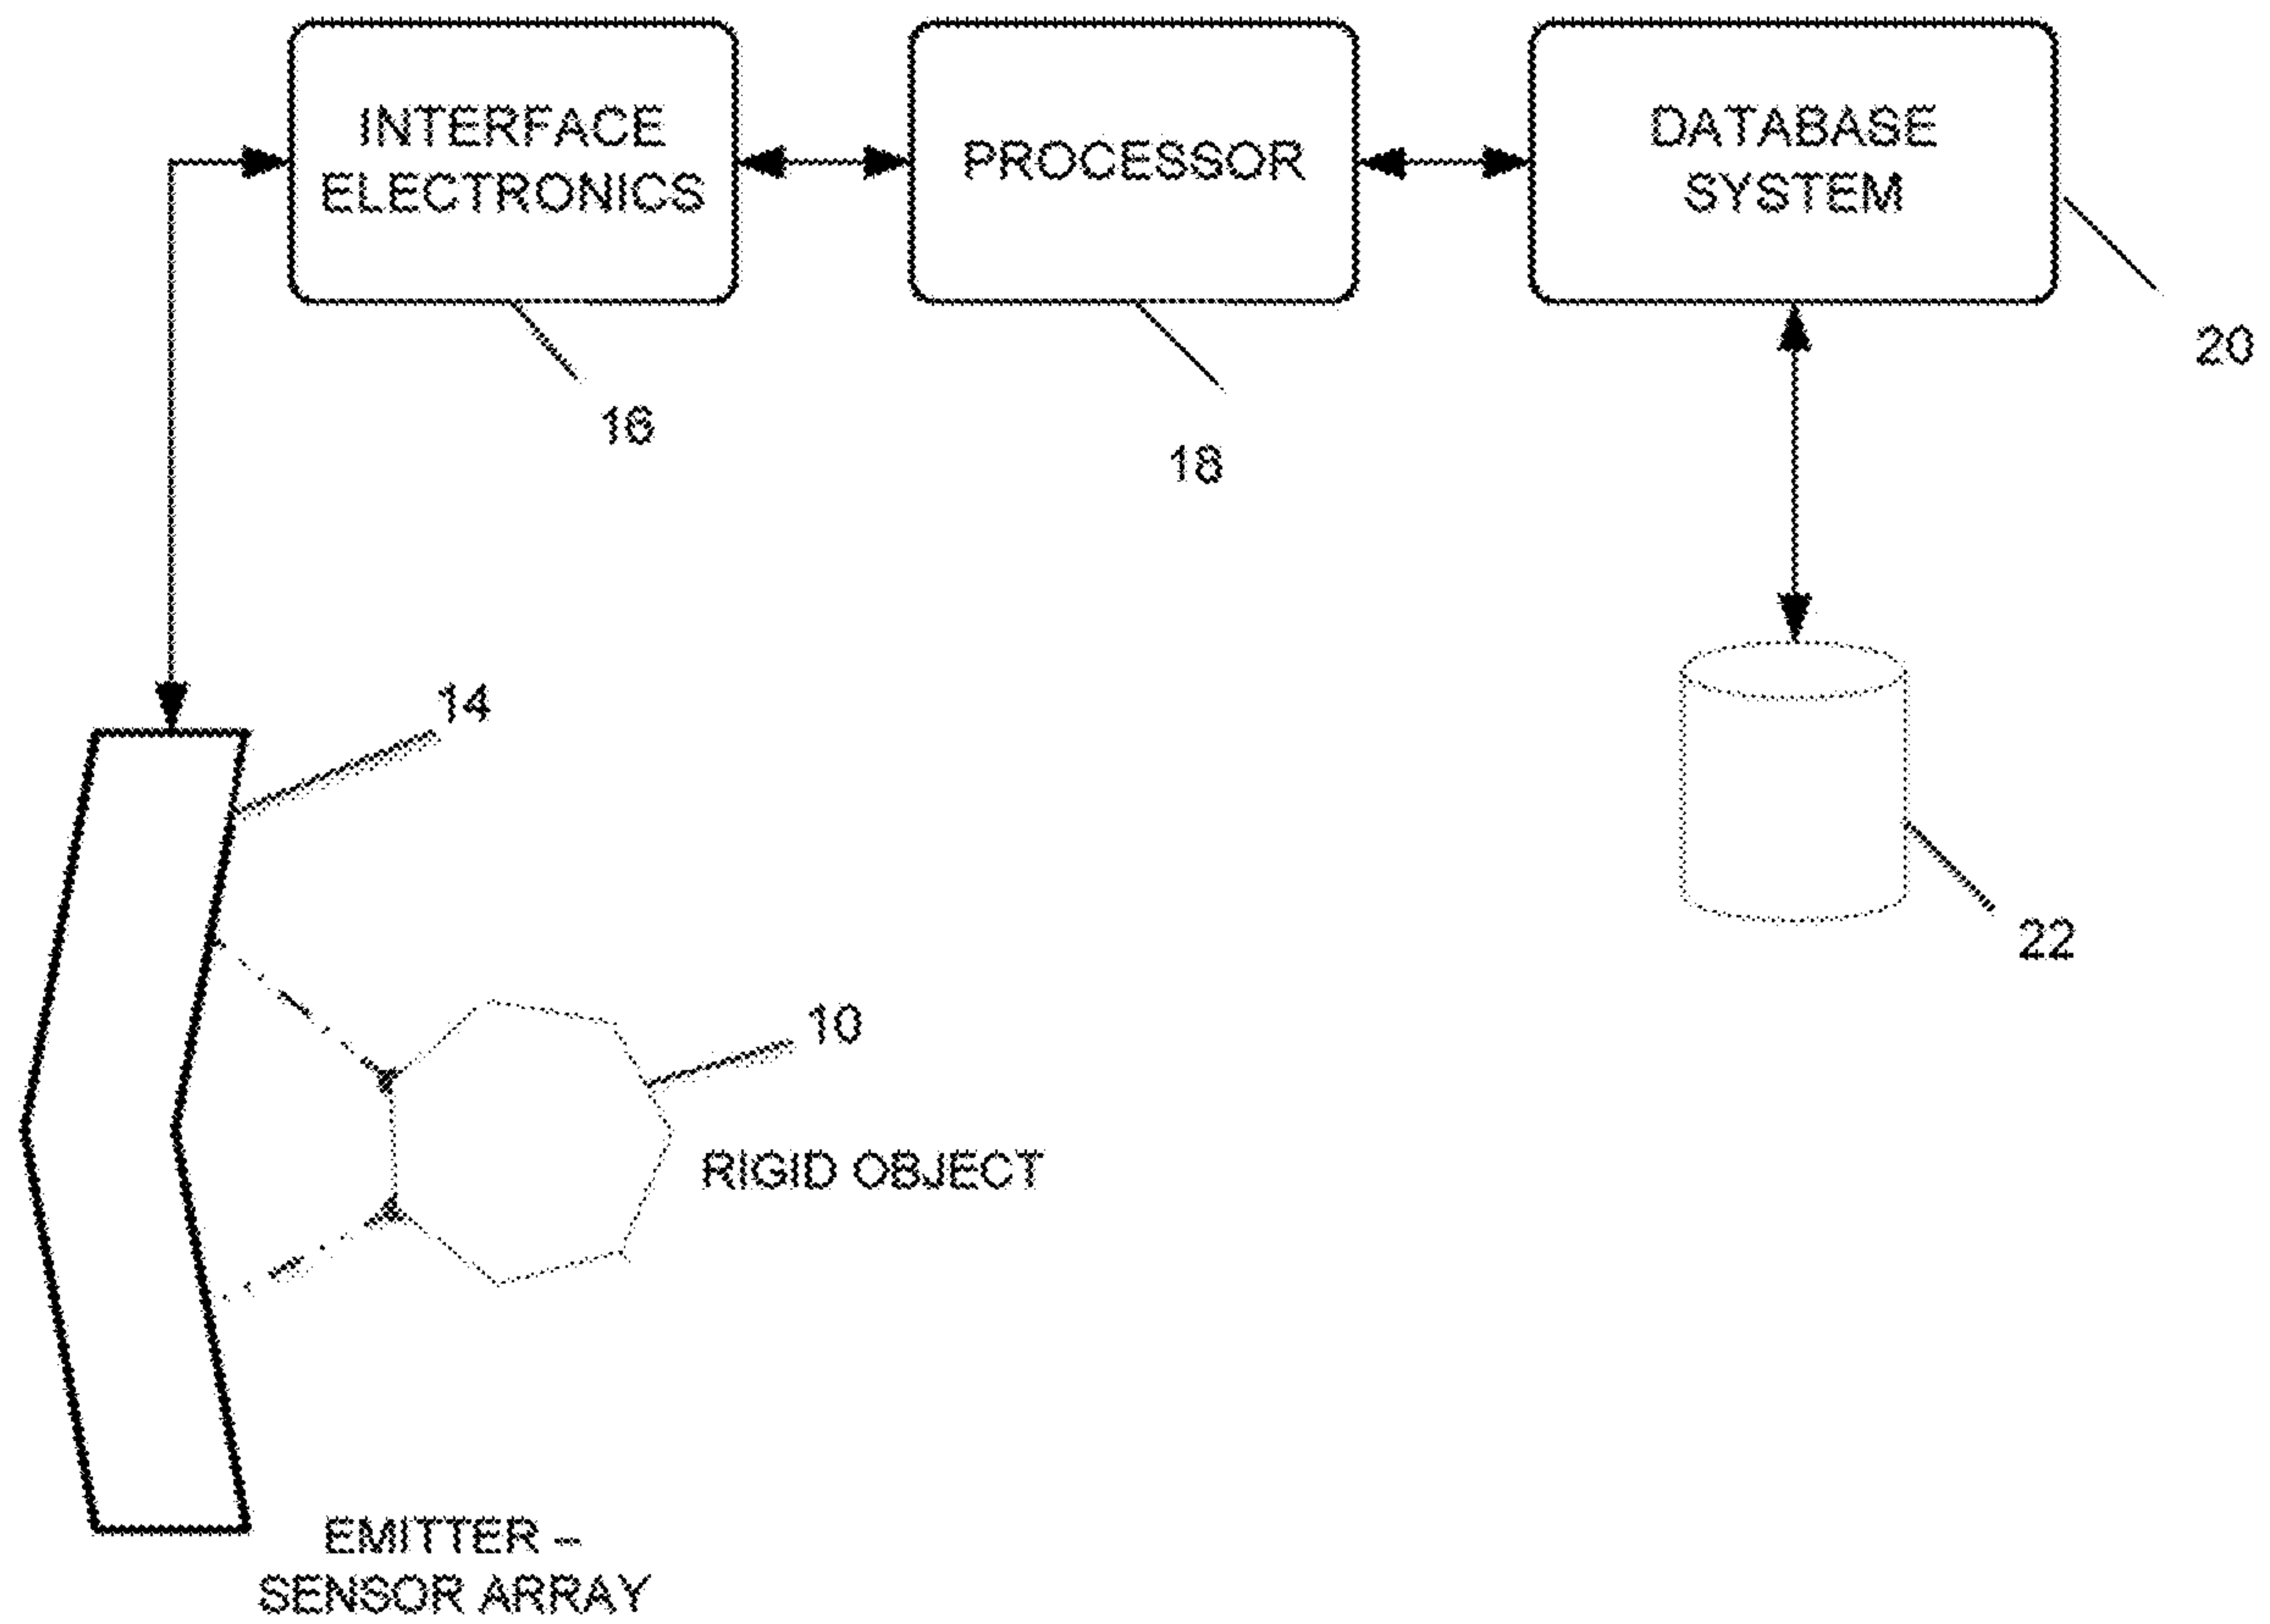 INTERFACE
ELECTRONICS
PROCESSOR
DATABASE
SYSTEM
20
16
18
14
22
10
RIGID OBJECT
EMITTER –
SENSOR ARRAY